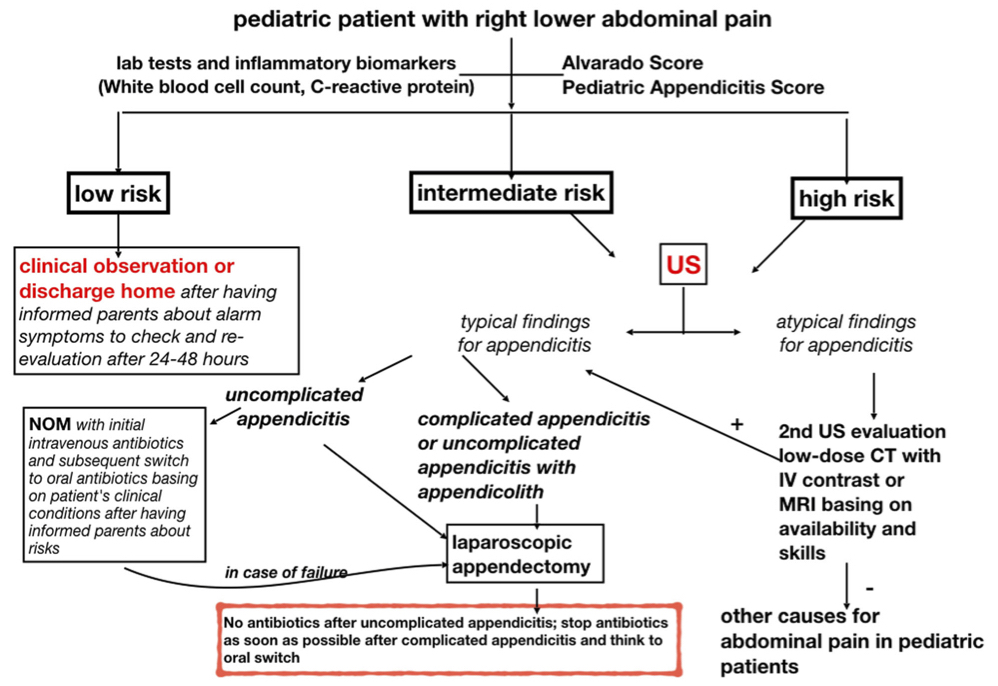 pediatric patient with right lower abdominal pain
lab tests and inflammatory biomarkers
(White blood cell count, C-reactive protein)
Alvarado Score
Pediatric Appendicitis Score
low risk
intermediate risk
high risk
clinical observation or
discharge home after having
informed parents about alarm
symptoms to check and re-
evaluation after 24-48 hours
US
typical findings
for appendicitis
atypical findings
for appendicitis
uncomplicated
appendicitis
NOM with initial
intravenous antibiotics
and subsequent switch
to oral antibiotics basing
on patient's clinical
conditions after having
informed parents about
risks
complicated appendicitis
or uncomplicated
appendicitis with
appendicolith
+
2nd US evaluation
low-dose CT with
IV contrast or
MRI basing on
availability and
skills
laparoscopic
appendectomy
in case of failure
-
No antibiotics after uncomplicated appendicitis; stop antibiotics
as soon as possible after complicated appendicitis and think to
oral switch
other causes for
abdominal pain in pediatric
patients